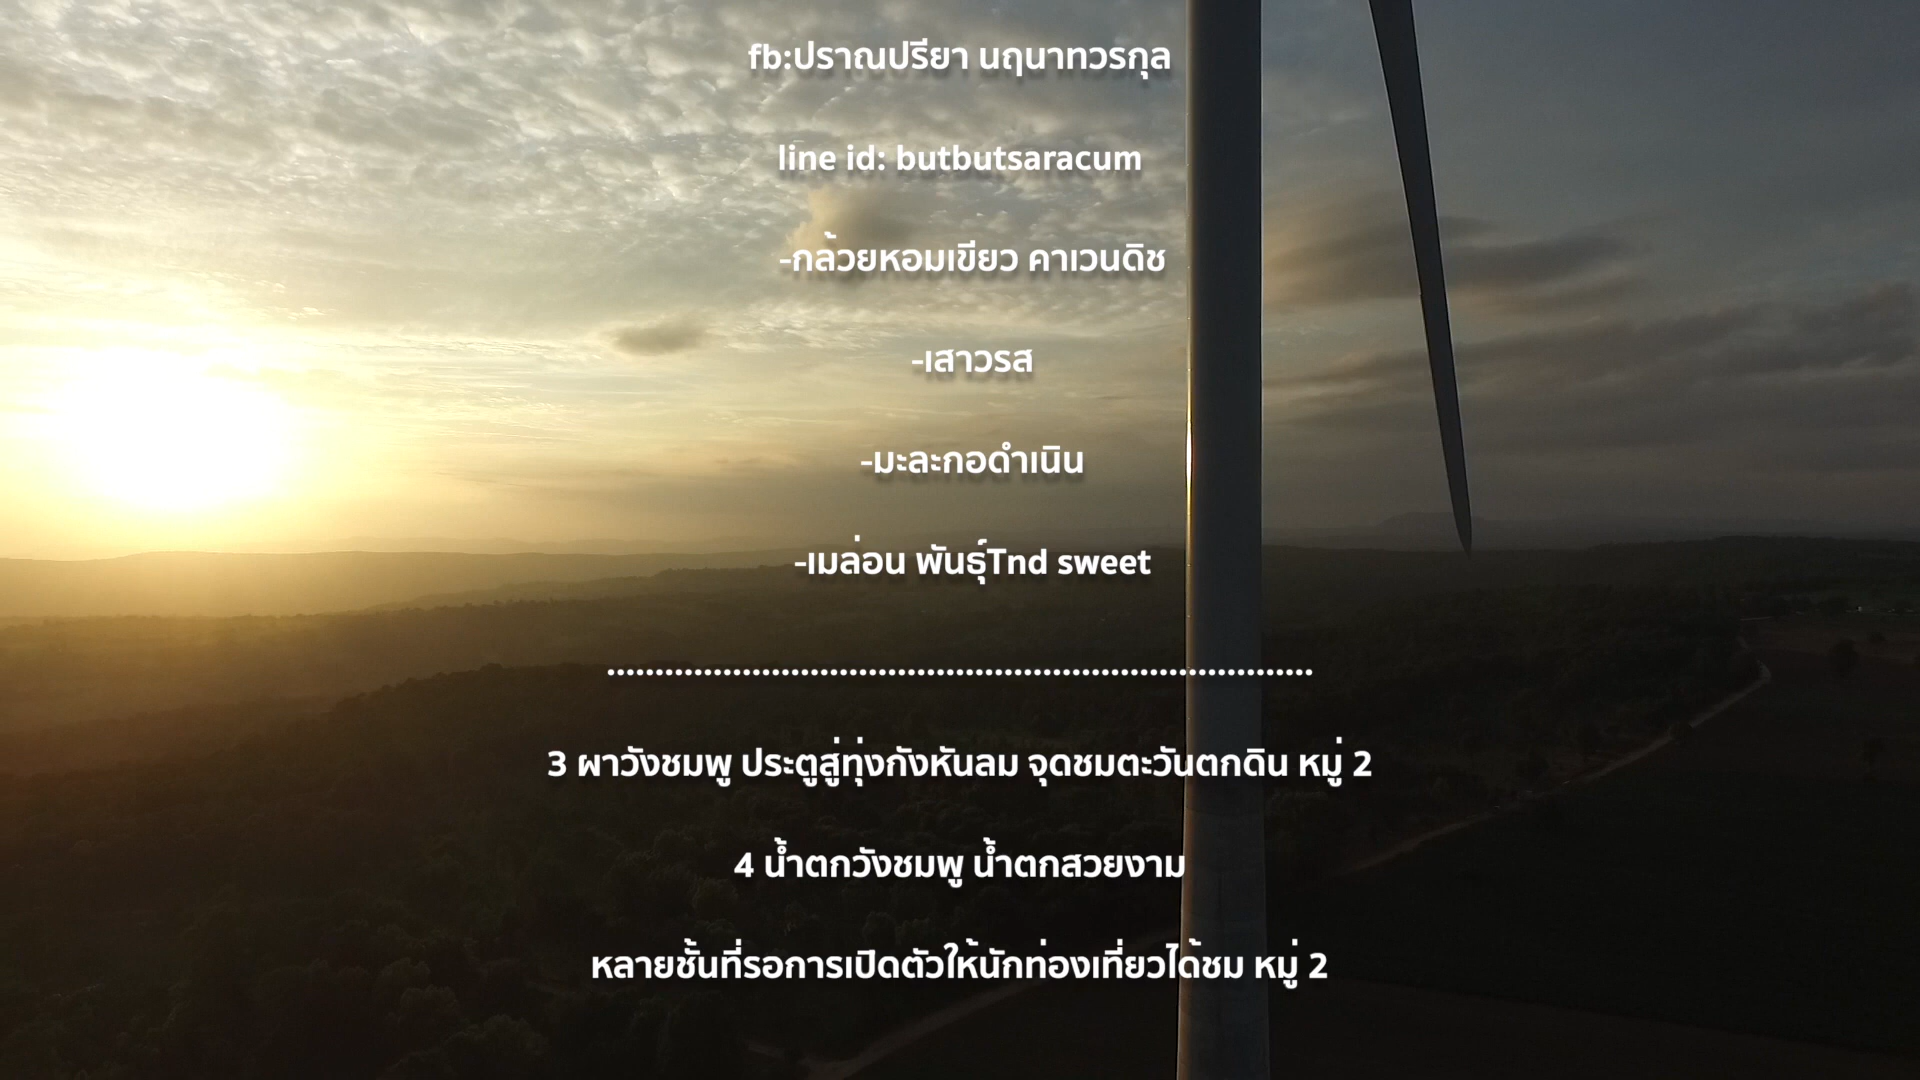 fb:ปราณปรียา นฤนาทวรกุล
line id: butbutsaracum
-กล้วยหอมเขียว คาเวนดิช
-เสาวรส
-มะละกอดำเนิน
-เมล่อน พันธุ์Tnd sweet
..........................................................................
3 ผาวังชมพู ประตูสู่ทุ่งกังหันลม จุดชมตะวันตกดิน หมู่ 2
4 น้ำตกวังชมพู น้ำตกสวยงาม
หลายชั้นที่รอการเปิดตัวให้นักท่องเที่ยวได้ชม หมู่ 2